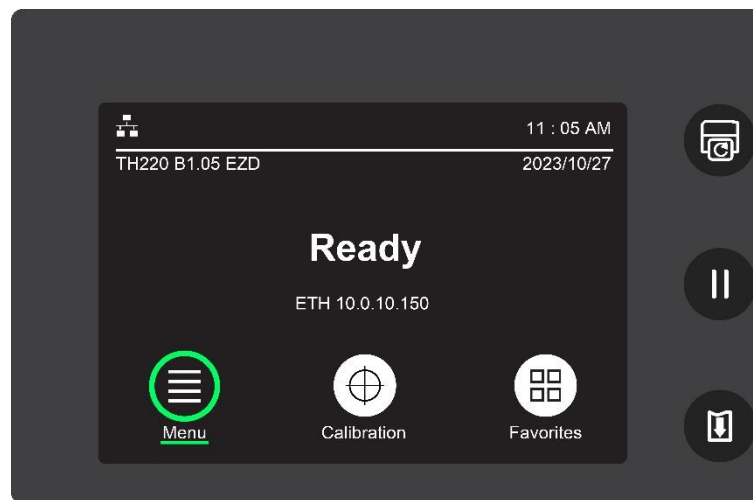 11 : 05 AM
TH220 B1.05 EZD 2023/10/27
Ready
ETH 10.0.10.150
Menu Calibration Favorites